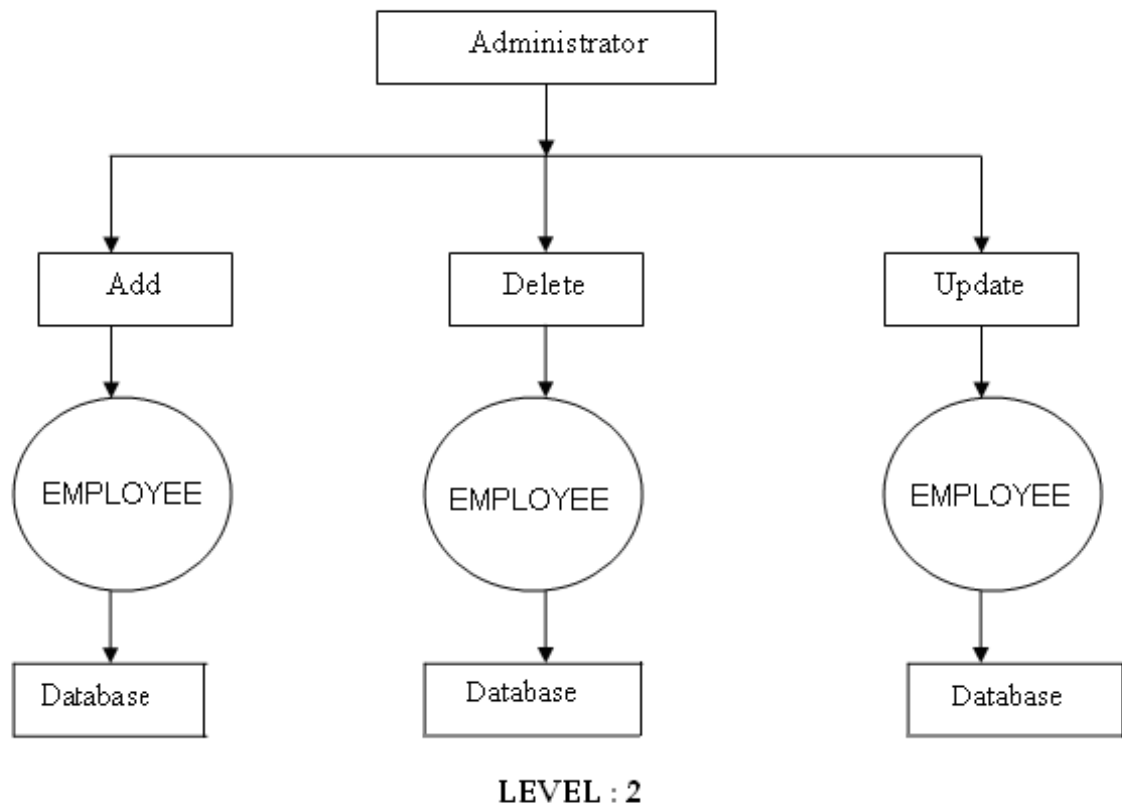 Administrator
Add
Delete
Update
EMPLOYEE
EMPLOYEE
EMPLOYEE
Database
Database
Database
LEVEL : 2